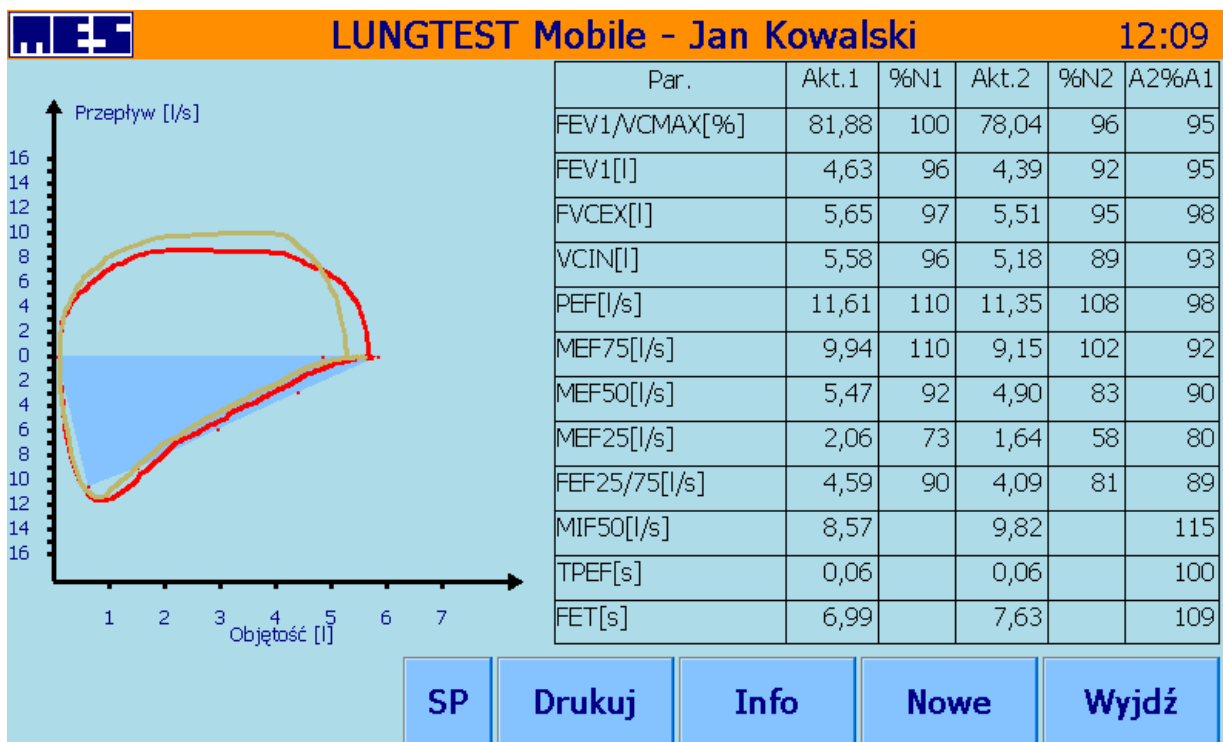 MES LUNGTEST Mobile - Jan Kowalski 12:09
Przepływ [l/s]
16
14
12
10
8
6
4
2
0
2
4
6
8
10
12
14
16
1 2 3 4 5 6 7
Objętość [l]
Par. Akt.1 %N1 Akt.2 %N2 A2%A1
FEV1/VCMAX[%] 81,88 100 78,04 96 95
FEV1[l] 4,63 96 4,39 92 95
FVCEX[l] 5,65 97 5,51 95 98
VCIN[l] 5,58 96 5,18 89 93
PEF[l/s] 11,61 110 11,35 108 98
MEF75[l/s] 9,94 110 9,15 102 92
MEF50[l/s] 5,47 92 4,90 83 90
MEF25[l/s] 2,06 73 1,64 58 80
FEF25/75[l/s] 4,59 90 4,09 81 89
MIF50[l/s] 8,57 9,82 115
TPEF[s] 0,06 0,06 100
FET[s] 6,99 7,63 109
SP Drukuj Info Nowe Wyjdź